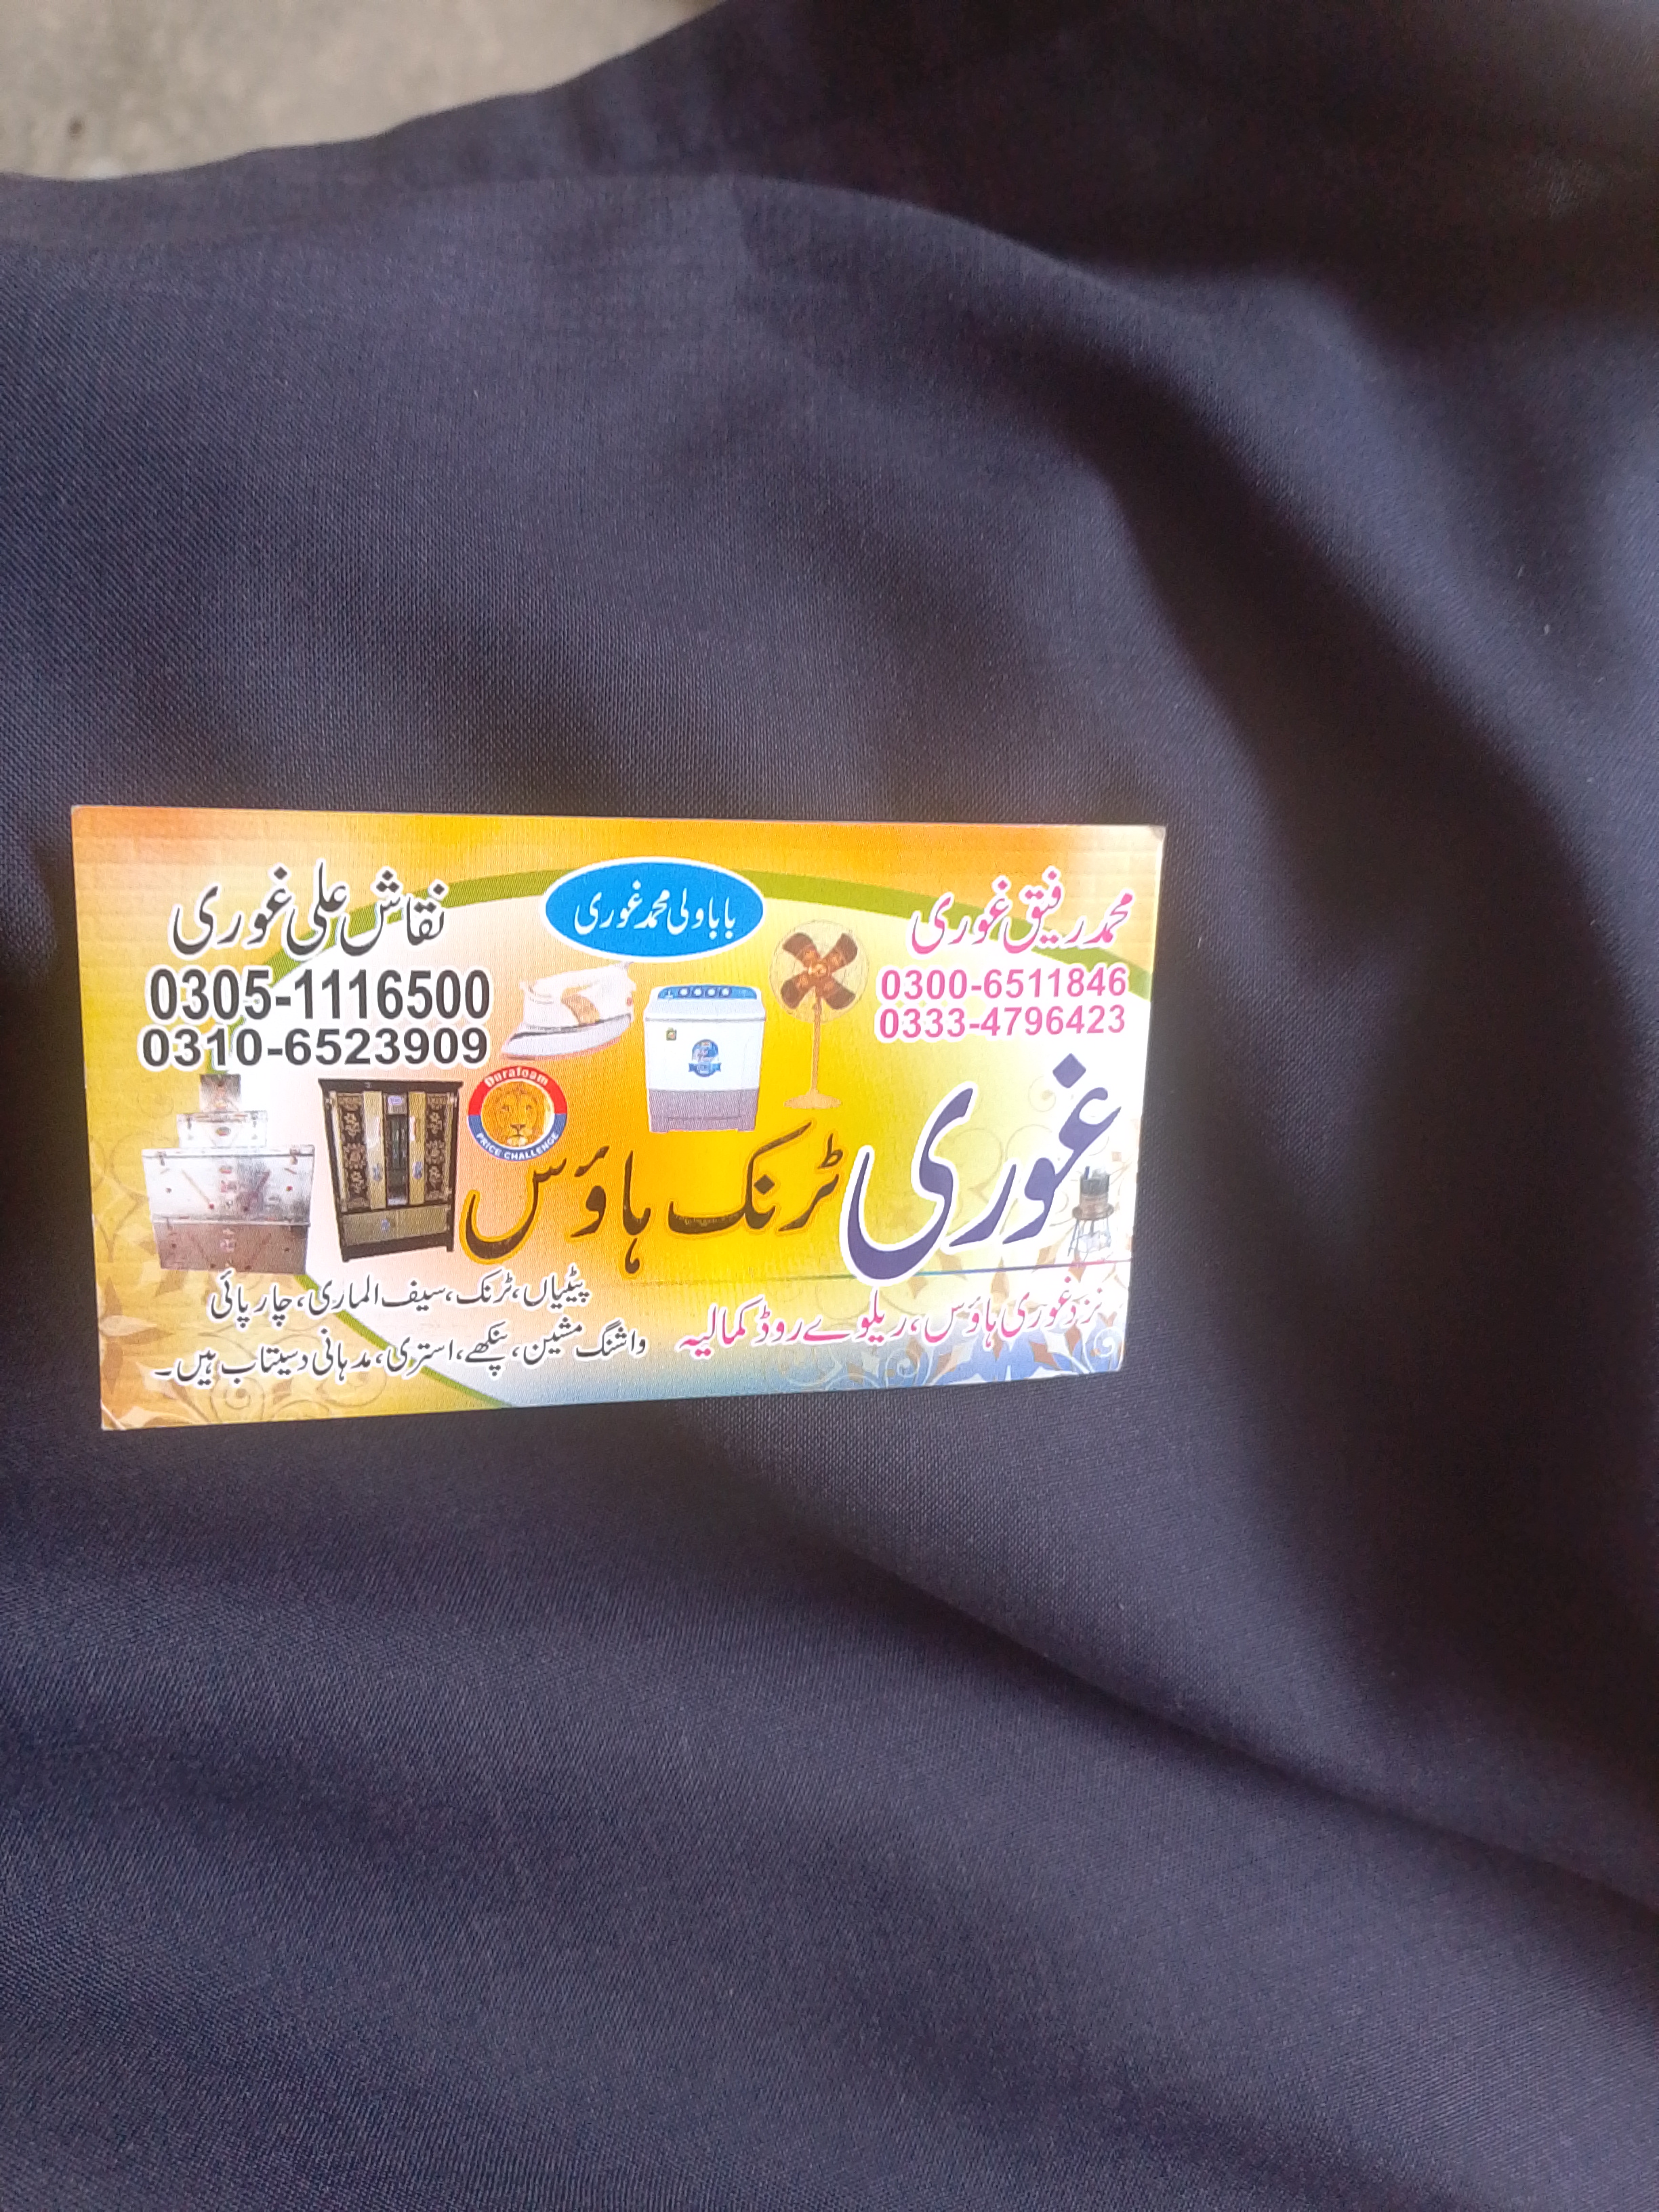 بابا ولی محمد غوری
محمد رفیق غوری
0300-6511846
0333-4796423
نقاش علی غوری
0305-1116500
0310-6523909
Durafoam
PRICE CHALLENGE
غوری ٹرنک ہاؤس
نزد غوری ہاؤس، ریلوے روڈ کمالیہ
پیٹیاں، ٹرنک، سیف الماری، چارپائی
واشنگ مشین، پنکھے، استری، مدہانی دسیتاب ہیں۔